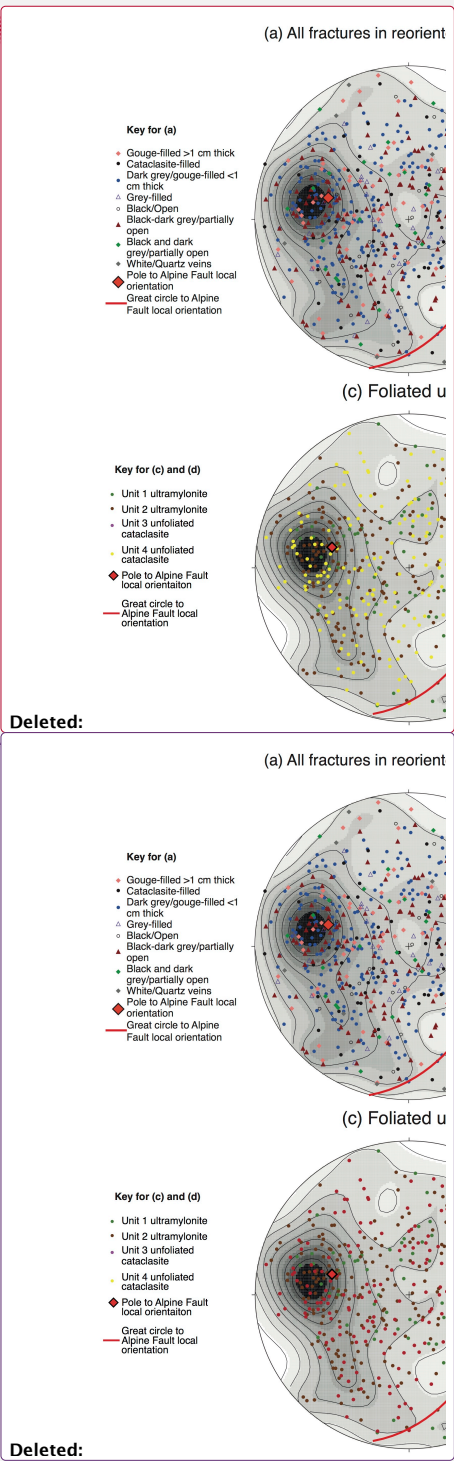 (a) All fractures in reorient
Key for (a)
Gouge-filled >1 cm thick
Cataclasite-filled
Dark grey/gouge-filled <1
cm thick
Grey-filled
Black/Open
Black-dark grey/partially
open
Black and dark
grey/partially open
White/Quartz veins
Pole to Alpine Fault local
orientation
Great circle to Alpine
Fault local orientation
(c) Foliated u
Key for (c) and (d)
Unit 1 ultramylonite
Unit 2 ultramylonite
Unit 3 unfoliated
cataclasite
Unit 4 unfoliated
cataclasite
Pole to Alpine Fault
local orientaiton
Great circle to
Alpine Fault local
orientation
Deleted:
(a) All fractures in reorient
Key for (a)
Gouge-filled >1 cm thick
Cataclasite-filled
Dark grey/gouge-filled <1
cm thick
Grey-filled
Black/Open
Black-dark grey/partially
open
Black and dark
grey/partially open
White/Quartz veins
Pole to Alpine Fault local
orientation
Great circle to Alpine
Fault local orientation
(c) Foliated u
Key for (c) and (d)
Unit 1 ultramylonite
Unit 2 ultramylonite
Unit 3 unfoliated
cataclasite
Unit 4 unfoliated
cataclasite
Pole to Alpine Fault
local orientaiton
Great circle to
Alpine Fault local
orientation
Deleted: